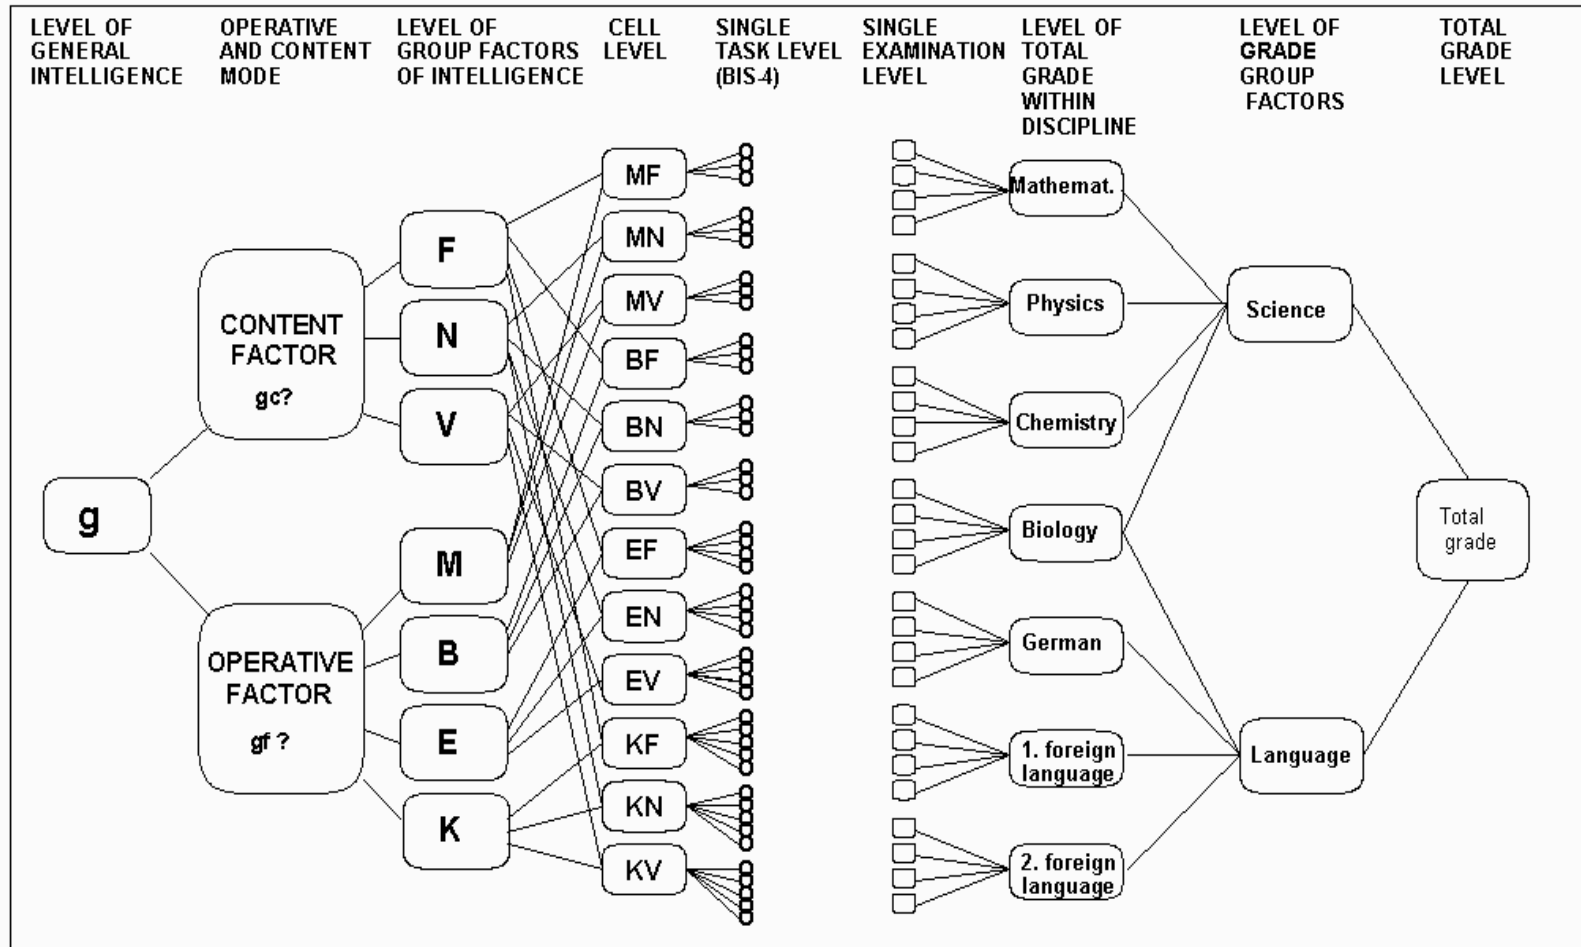 LEVEL OF
GENERAL
INTELLIGENCE
OPERATIVE
AND CONTENT
MODE
LEVEL OF
GROUP FACTORS
OF INTELLIGENCE
CELL
LEVEL
SINGLE
TASK LEVEL
(BIS-4)
SINGLE
EXAMINATION
LEVEL
LEVEL OF
TOTAL
GRADE
WITHIN
DISCIPLINE
LEVEL OF
GRADE
GROUP
FACTORS
TOTAL
GRADE
LEVEL
g
CONTENT
FACTOR
gc?
OPERATIVE
FACTOR
gf ?
F
N
V
M
B
E
K
MF
MN
MV
BF
BN
BV
EF
EN
EV
KF
KN
KV
Mathemat.
Physics
Chemistry
Biology
German
1. foreign
language
2. foreign
language
Science
Language
Total
grade